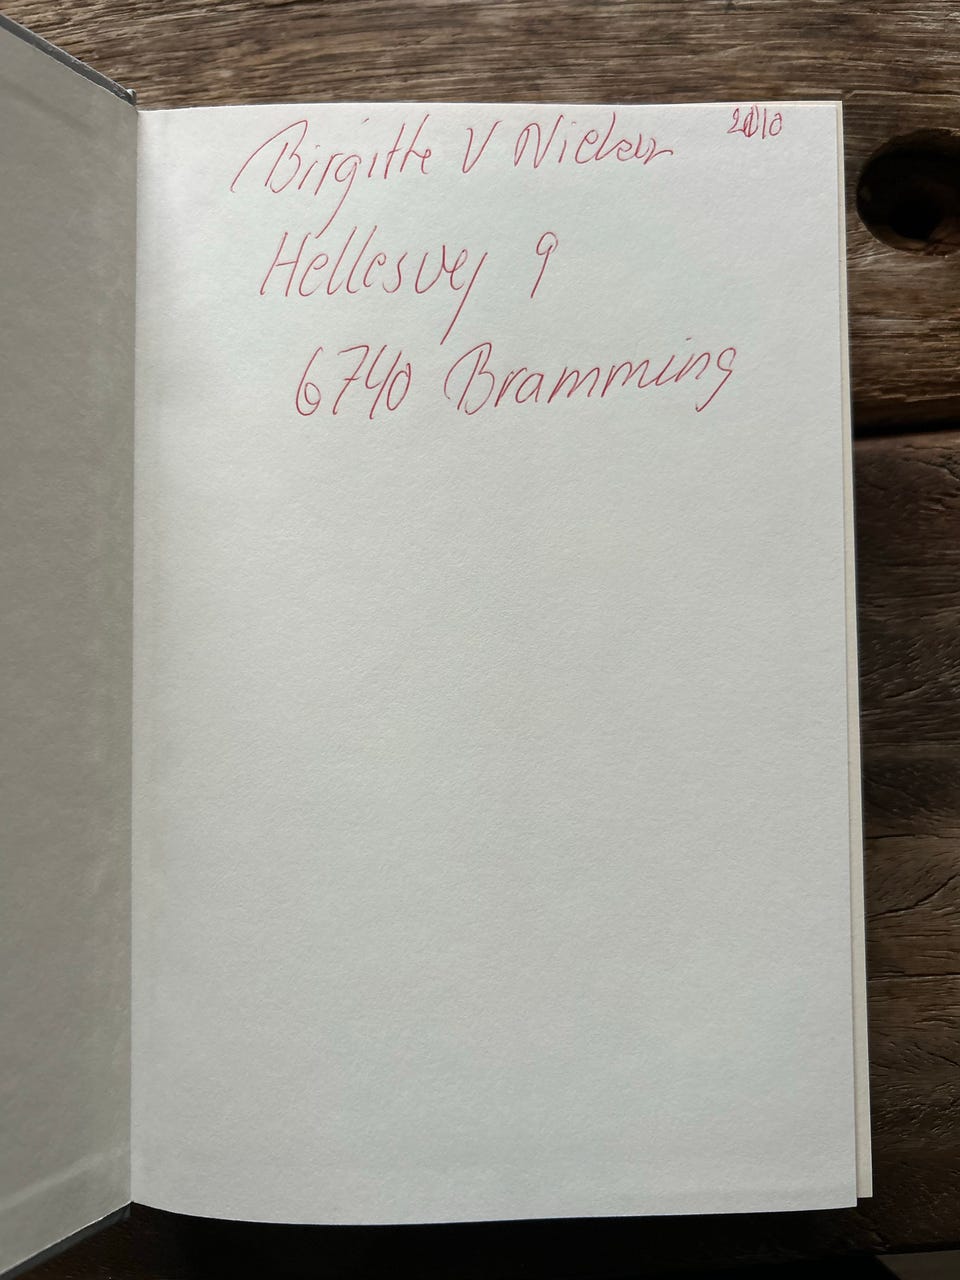 Birgitte V Nielsen 2010
Hellesvej 9
6740 Bramming